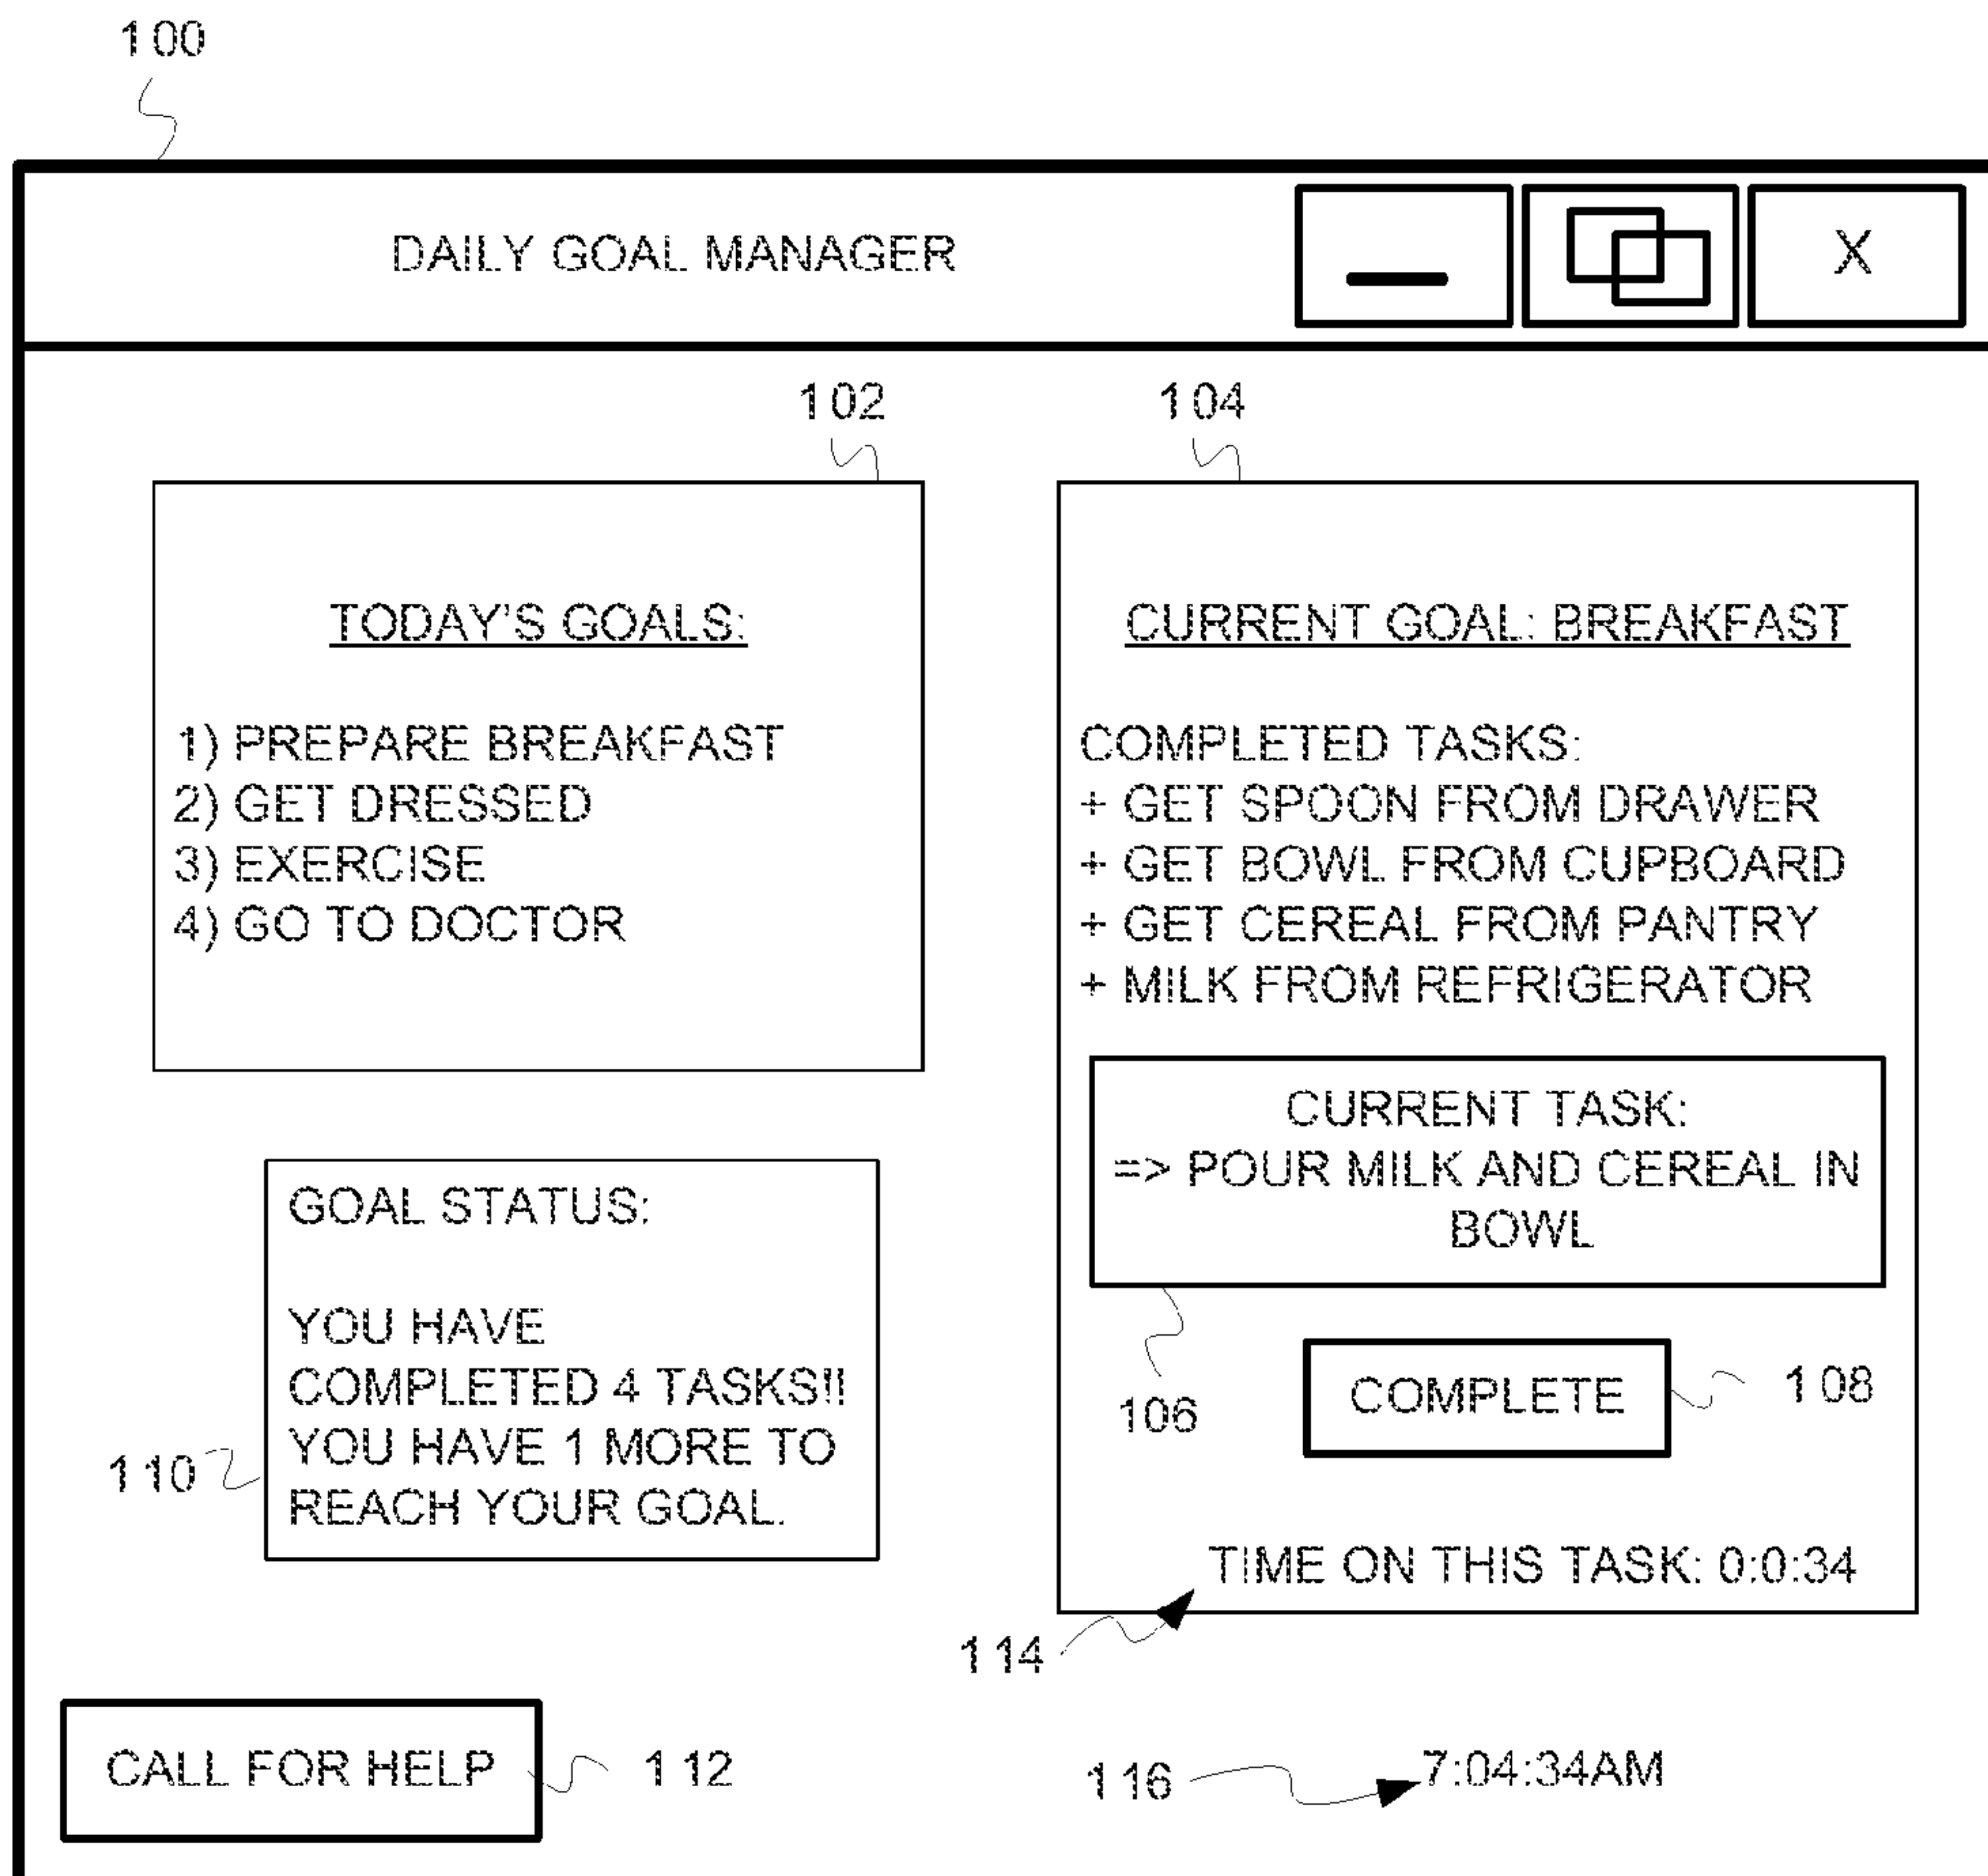 100
DAILY GOAL MANAGER
X
102
TODAY'S GOALS:
1) PREPARE BREAKFAST
2) GET DRESSED
3) EXERCISE
4) GO TO DOCTOR
104
CURRENT GOAL: BREAKFAST
COMPLETED TASKS:
+ GET SPOON FROM DRAWER
+ GET BOWL FROM CUPBOARD
+ GET CEREAL FROM PANTRY
+ MILK FROM REFRIGERATOR
CURRENT TASK:
=> POUR MILK AND CEREAL IN
BOWL
106
COMPLETE
108
TIME ON THIS TASK: 0:0:34
114
GOAL STATUS:
YOU HAVE
COMPLETED 4 TASKS!!
YOU HAVE 1 MORE TO
REACH YOUR GOAL.
110
CALL FOR HELP
112
116
7:04:34AM